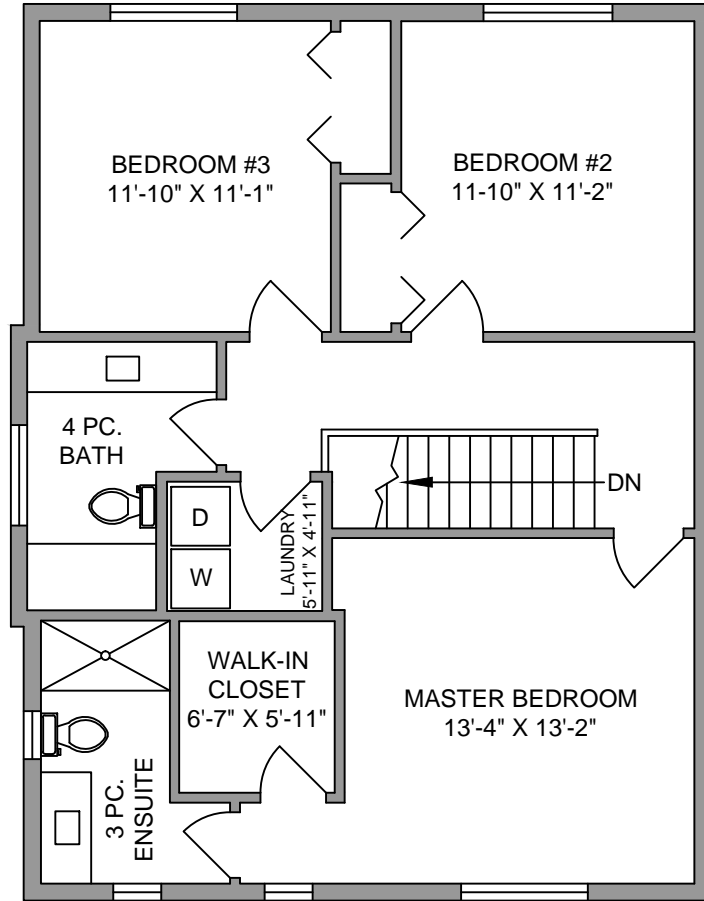 BEDROOM #3
11'-10" X 11'-1"
BEDROOM #2
11-10" X 11'-2"
4 PC.
BATH
D
W
LAUNDRY
5'-11" X 4'-11"
DN
WALK-IN
CLOSET
6'-7" X 5'-11"
MASTER BEDROOM
13'-4" X 13'-2"
3 PC.
ENSUITE